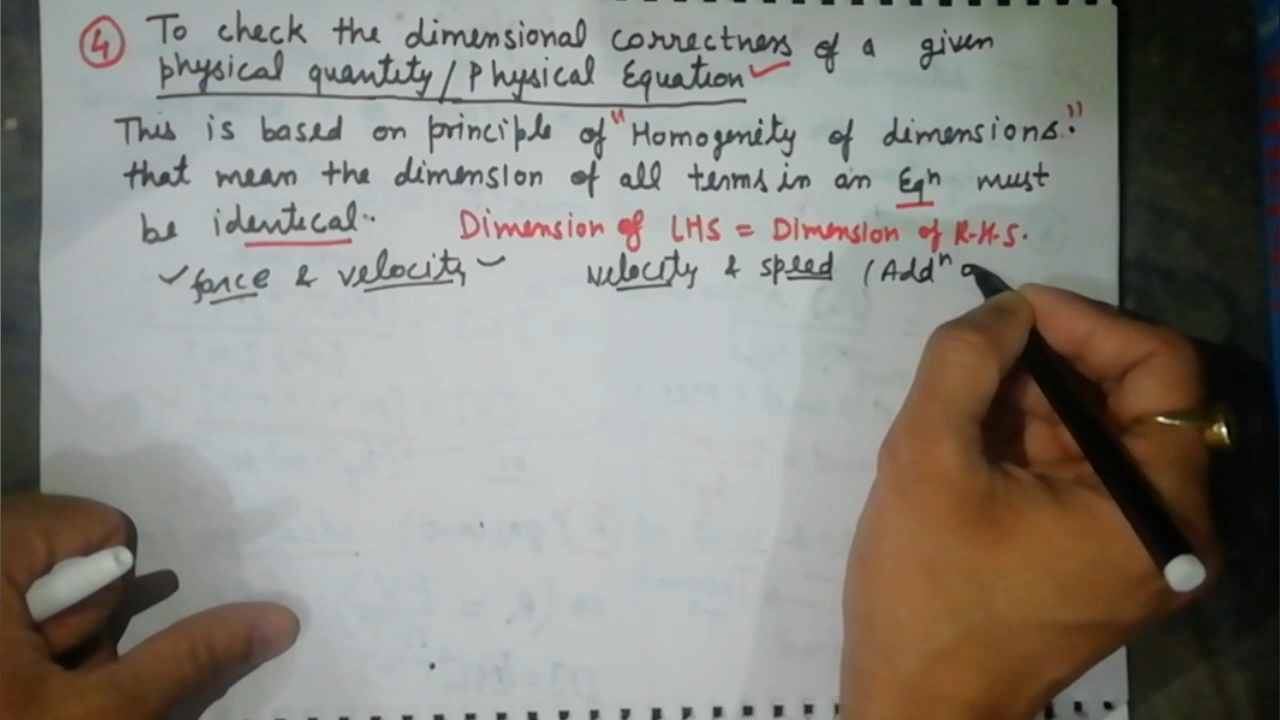 ④ To check the dimensional correctness of a given
physical quantity / Physical Equation ✓
This is based on principle of "Homogenity of dimensions."
that mean the dimension of all terms in an Eqn must
be identical.. Dimension of LHS = Dimension of R.H.S.
✓ force & velocity ✓ velocity & speed (Addn